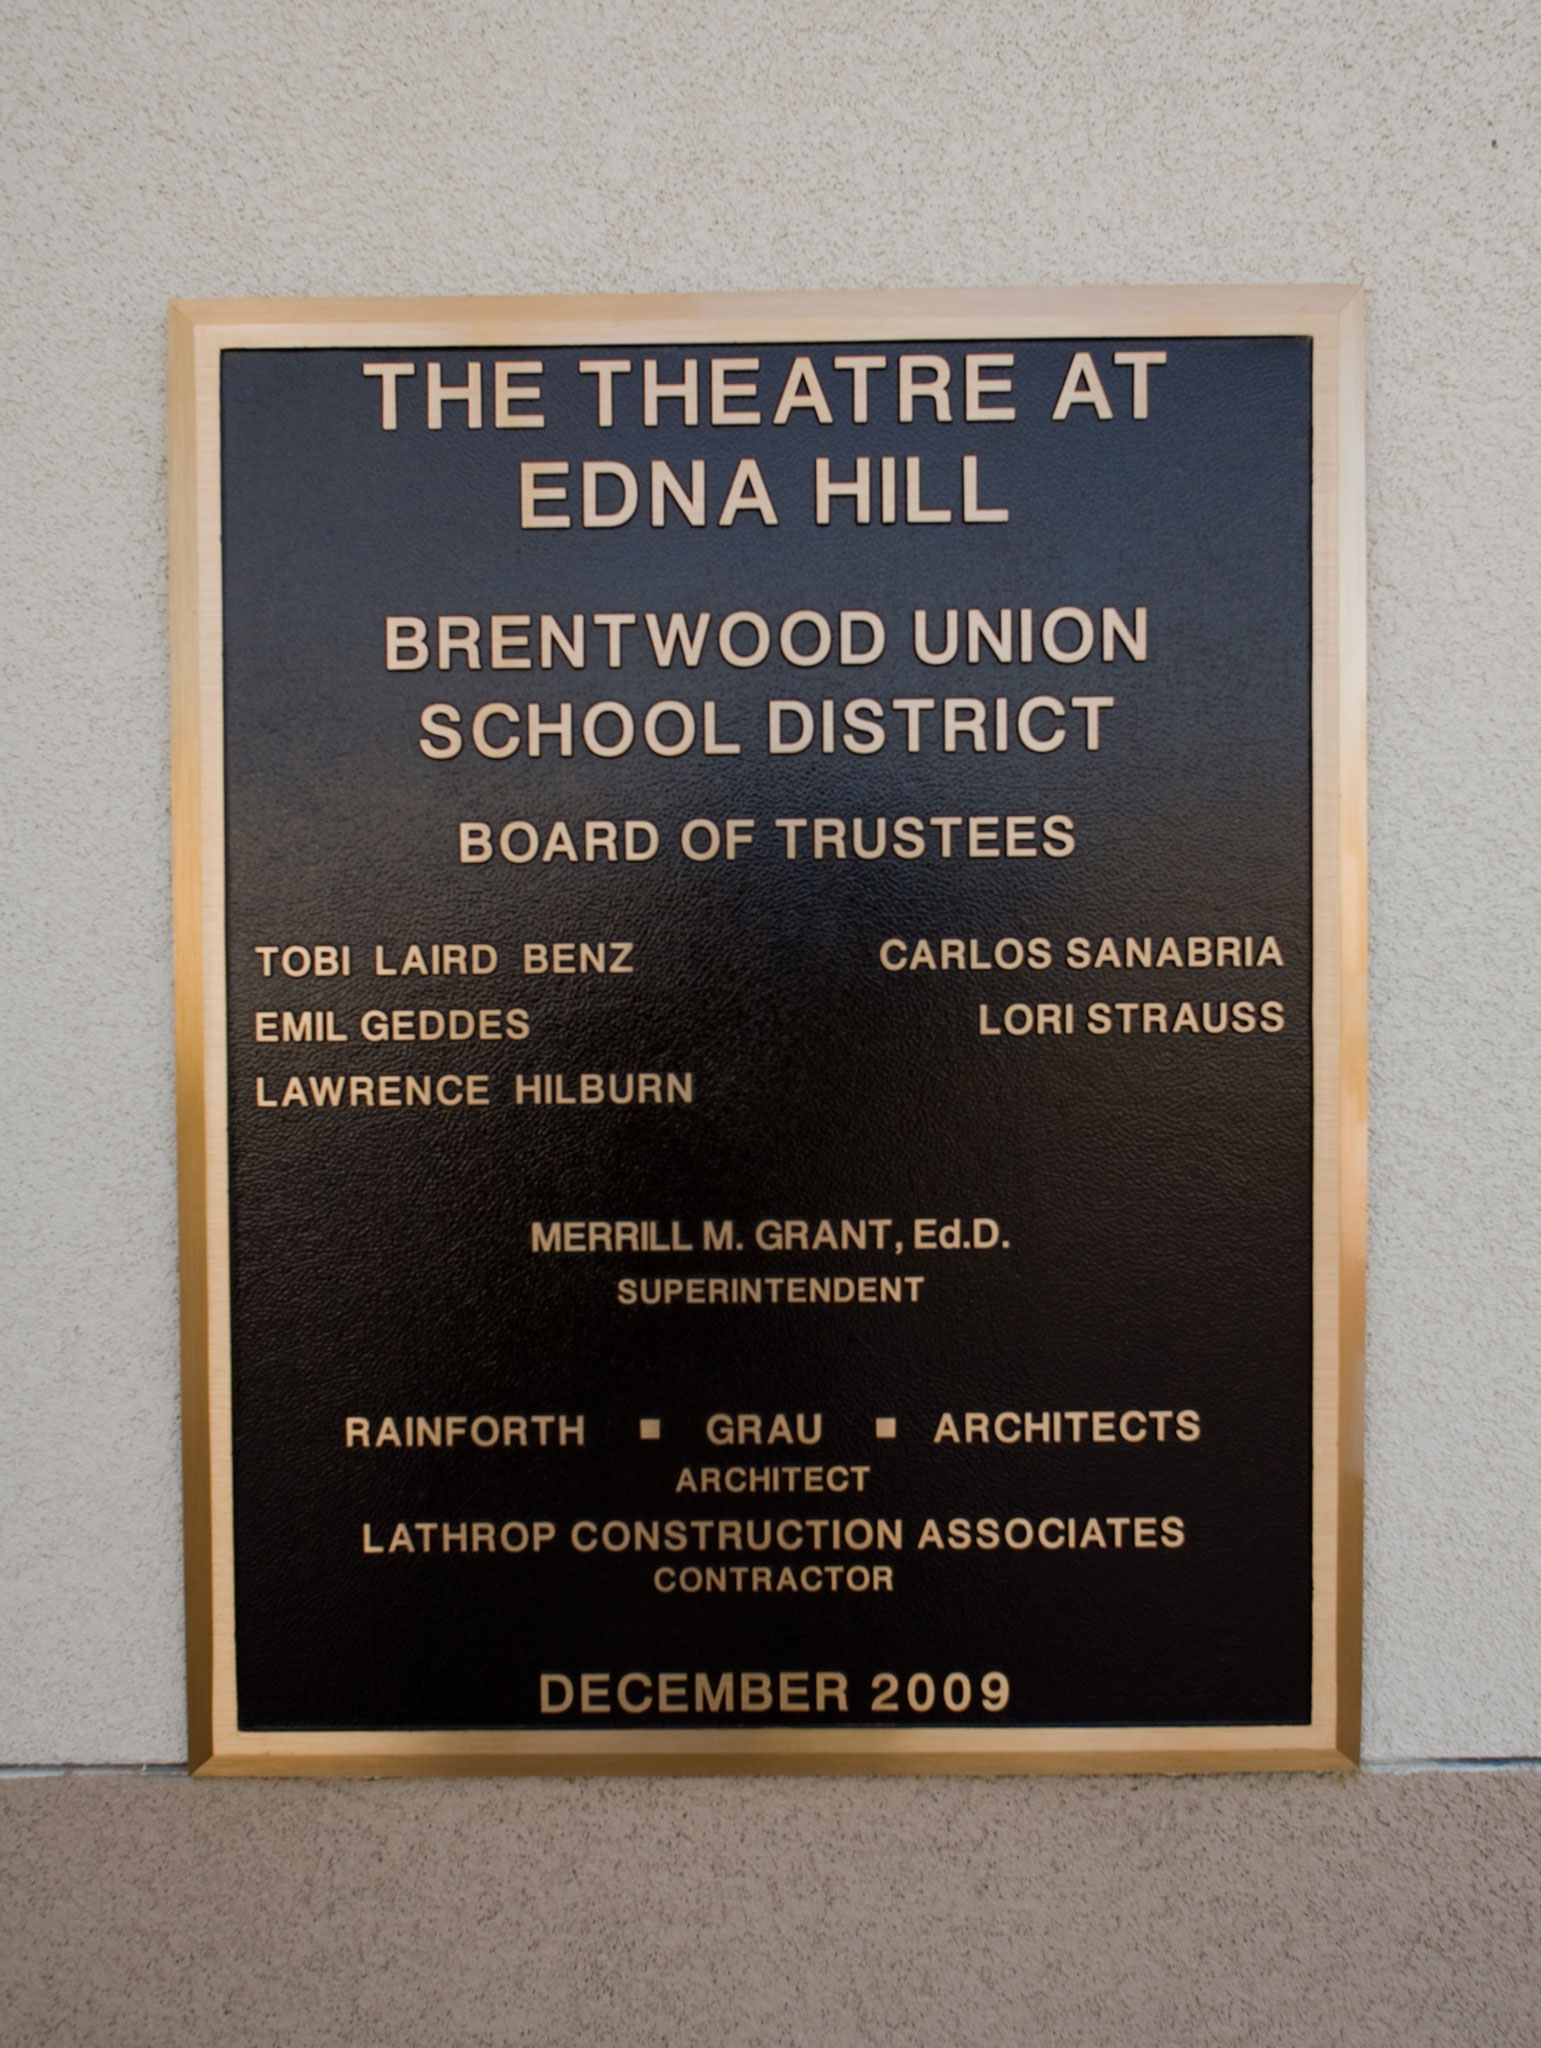 THE THEATRE AT
EDNA HILL
BRENTWOOD UNION
SCHOOL DISTRICT
BOARD OF TRUSTEES
TOBI LAIRD BENZ CARLOS SANABRIA
EMIL GEDDES LORI STRAUSS
LAWRENCE HILBURN
MERRILL M. GRANT, Ed.D.
SUPERINTENDENT
RAINFORTH ▪ GRAU ▪ ARCHITECTS
ARCHITECT
LATHROP CONSTRUCTION ASSOCIATES
CONTRACTOR
DECEMBER 2009